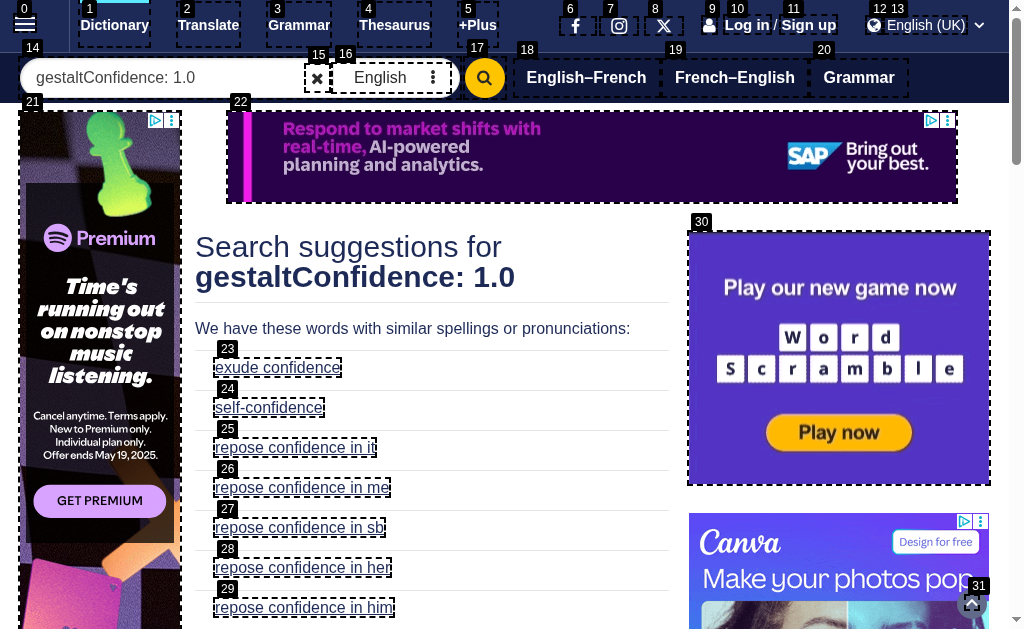 0 1 2 3 4 5 6 7 8 9 10 11 12 13
Dictionary Translate Grammar Thesaurus +Plus Log in / Sign up English (UK)
14 15 16 17 18 19 20
gestaltConfidence: 1.0 English English–French French–English Grammar
21 22
Respond to market shifts with
real-time, AI-powered
planning and analytics.
SAP Bring out
your best.
Premium
Time's
running out
on nonstop
music
listening.
Cancel anytime. Terms apply.
New to Premium only.
Individual plan only.
Offer ends May 19, 2025.
GET PREMIUM
Search suggestions for
gestaltConfidence: 1.0
We have these words with similar spellings or pronunciations:
23
exude confidence
24
self-confidence
25
repose confidence in it
26
repose confidence in me
27
repose confidence in sb
28
repose confidence in her
29
repose confidence in him
30
Play our new game now
Word
Scramble
Play now
Canva Design for free
Make your photos pop
31